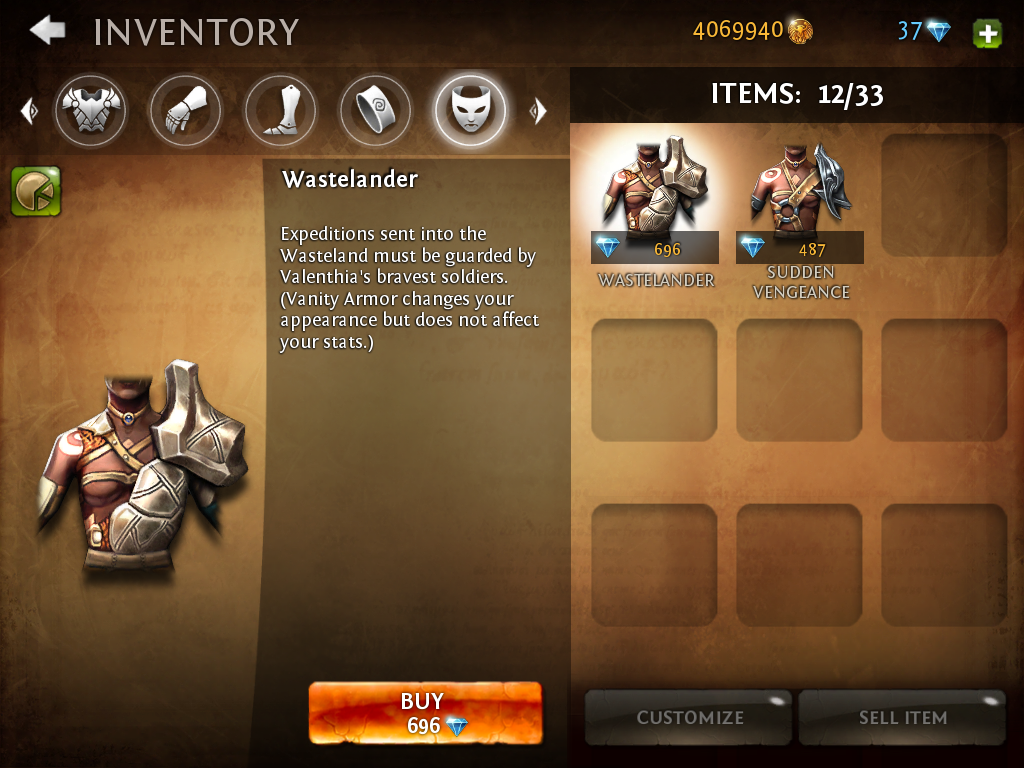 INVENTORY
4069940
37
ITEMS: 12/33
Wastelander
Expeditions sent into the
Wasteland must be guarded by
Valenthia's bravest soldiers.
(Vanity Armor changes your
appearance but does not affect
your stats.)
BUY
696
696
WASTELANDER
487
SUDDEN
VENGEANCE
CUSTOMIZE
SELL ITEM